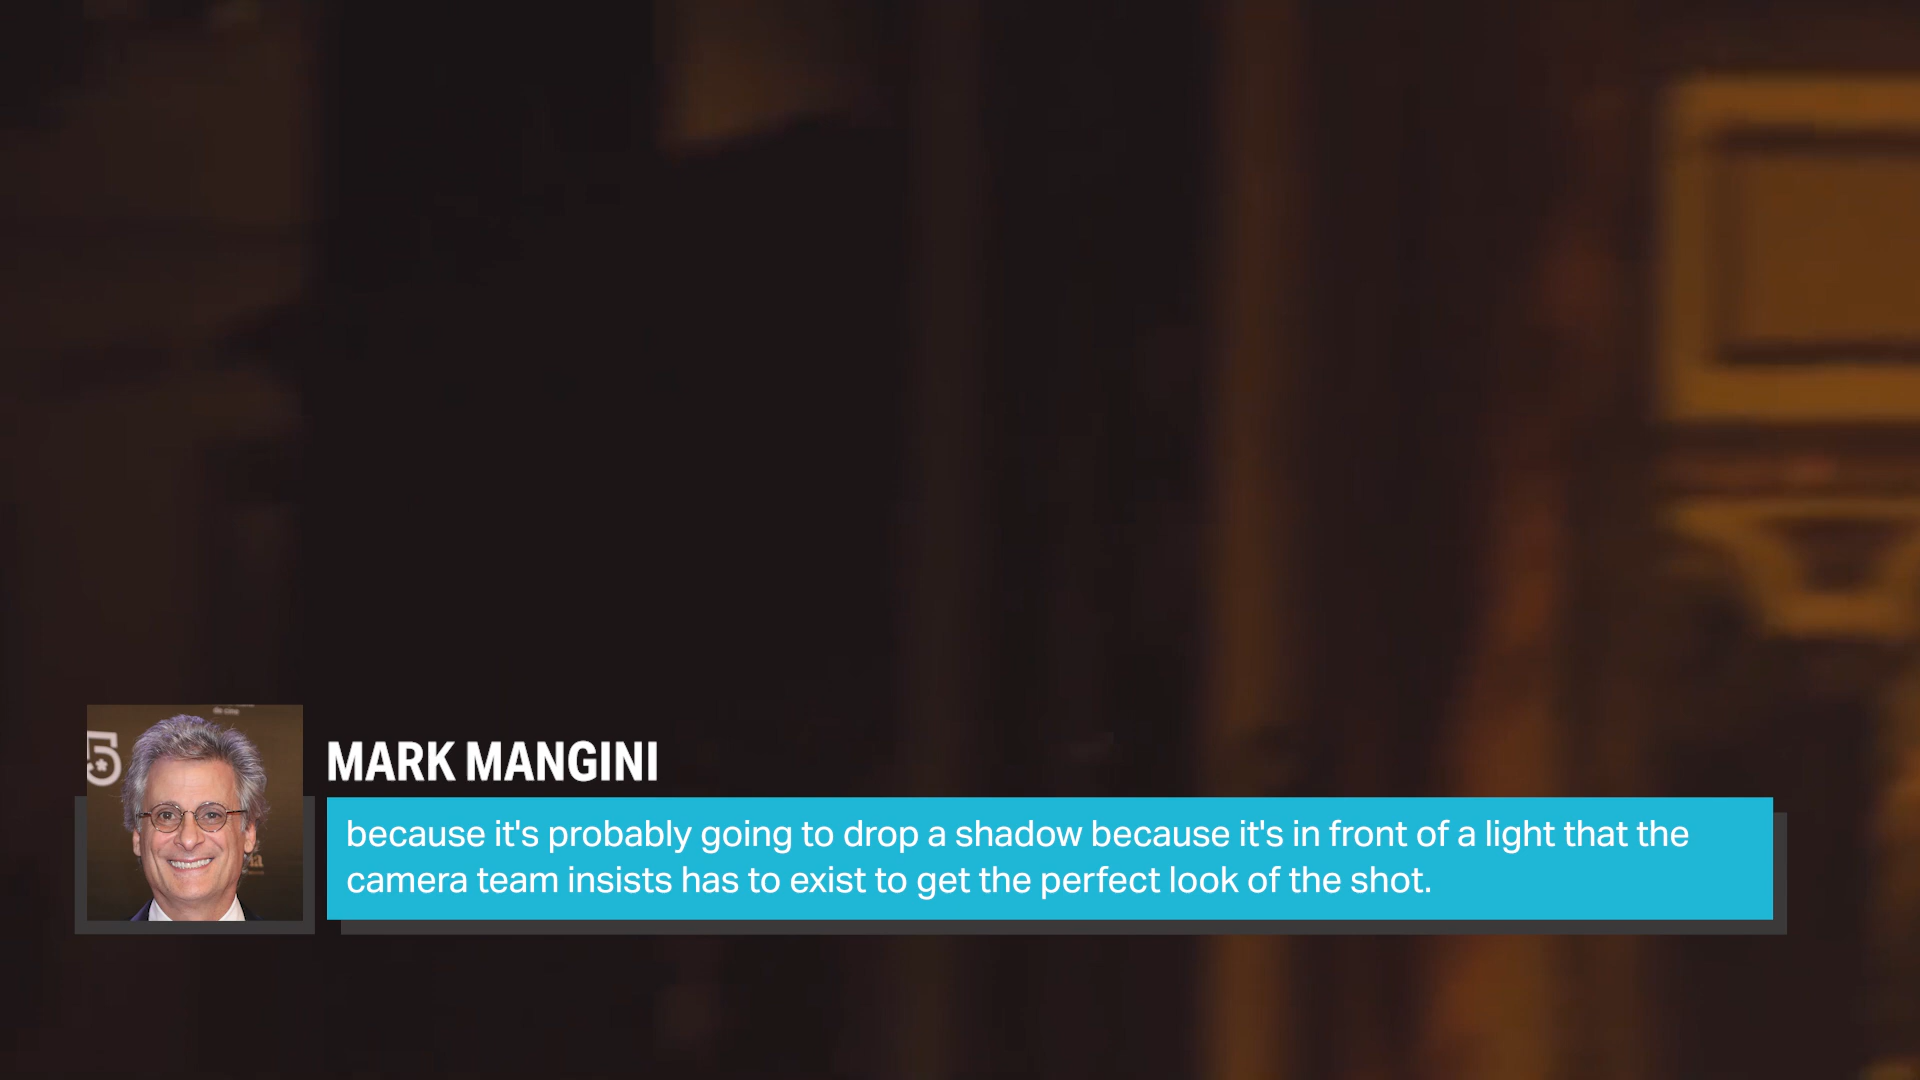 5
MARK MANGINI
because it's probably going to drop a shadow because it's in front of a light that the
camera team insists has to exist to get the perfect look of the shot.